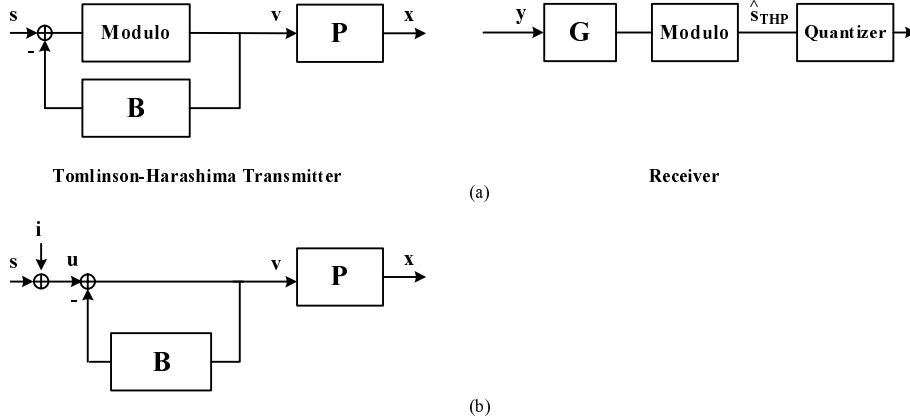 s
-
Modulo
v
P
x
B
y
G
Modulo
ŝTHP
Quantizer
Tomlinson-Harashima Transmitter
Receiver
(a)
i
s
u
-
v
P
x
B
(b)